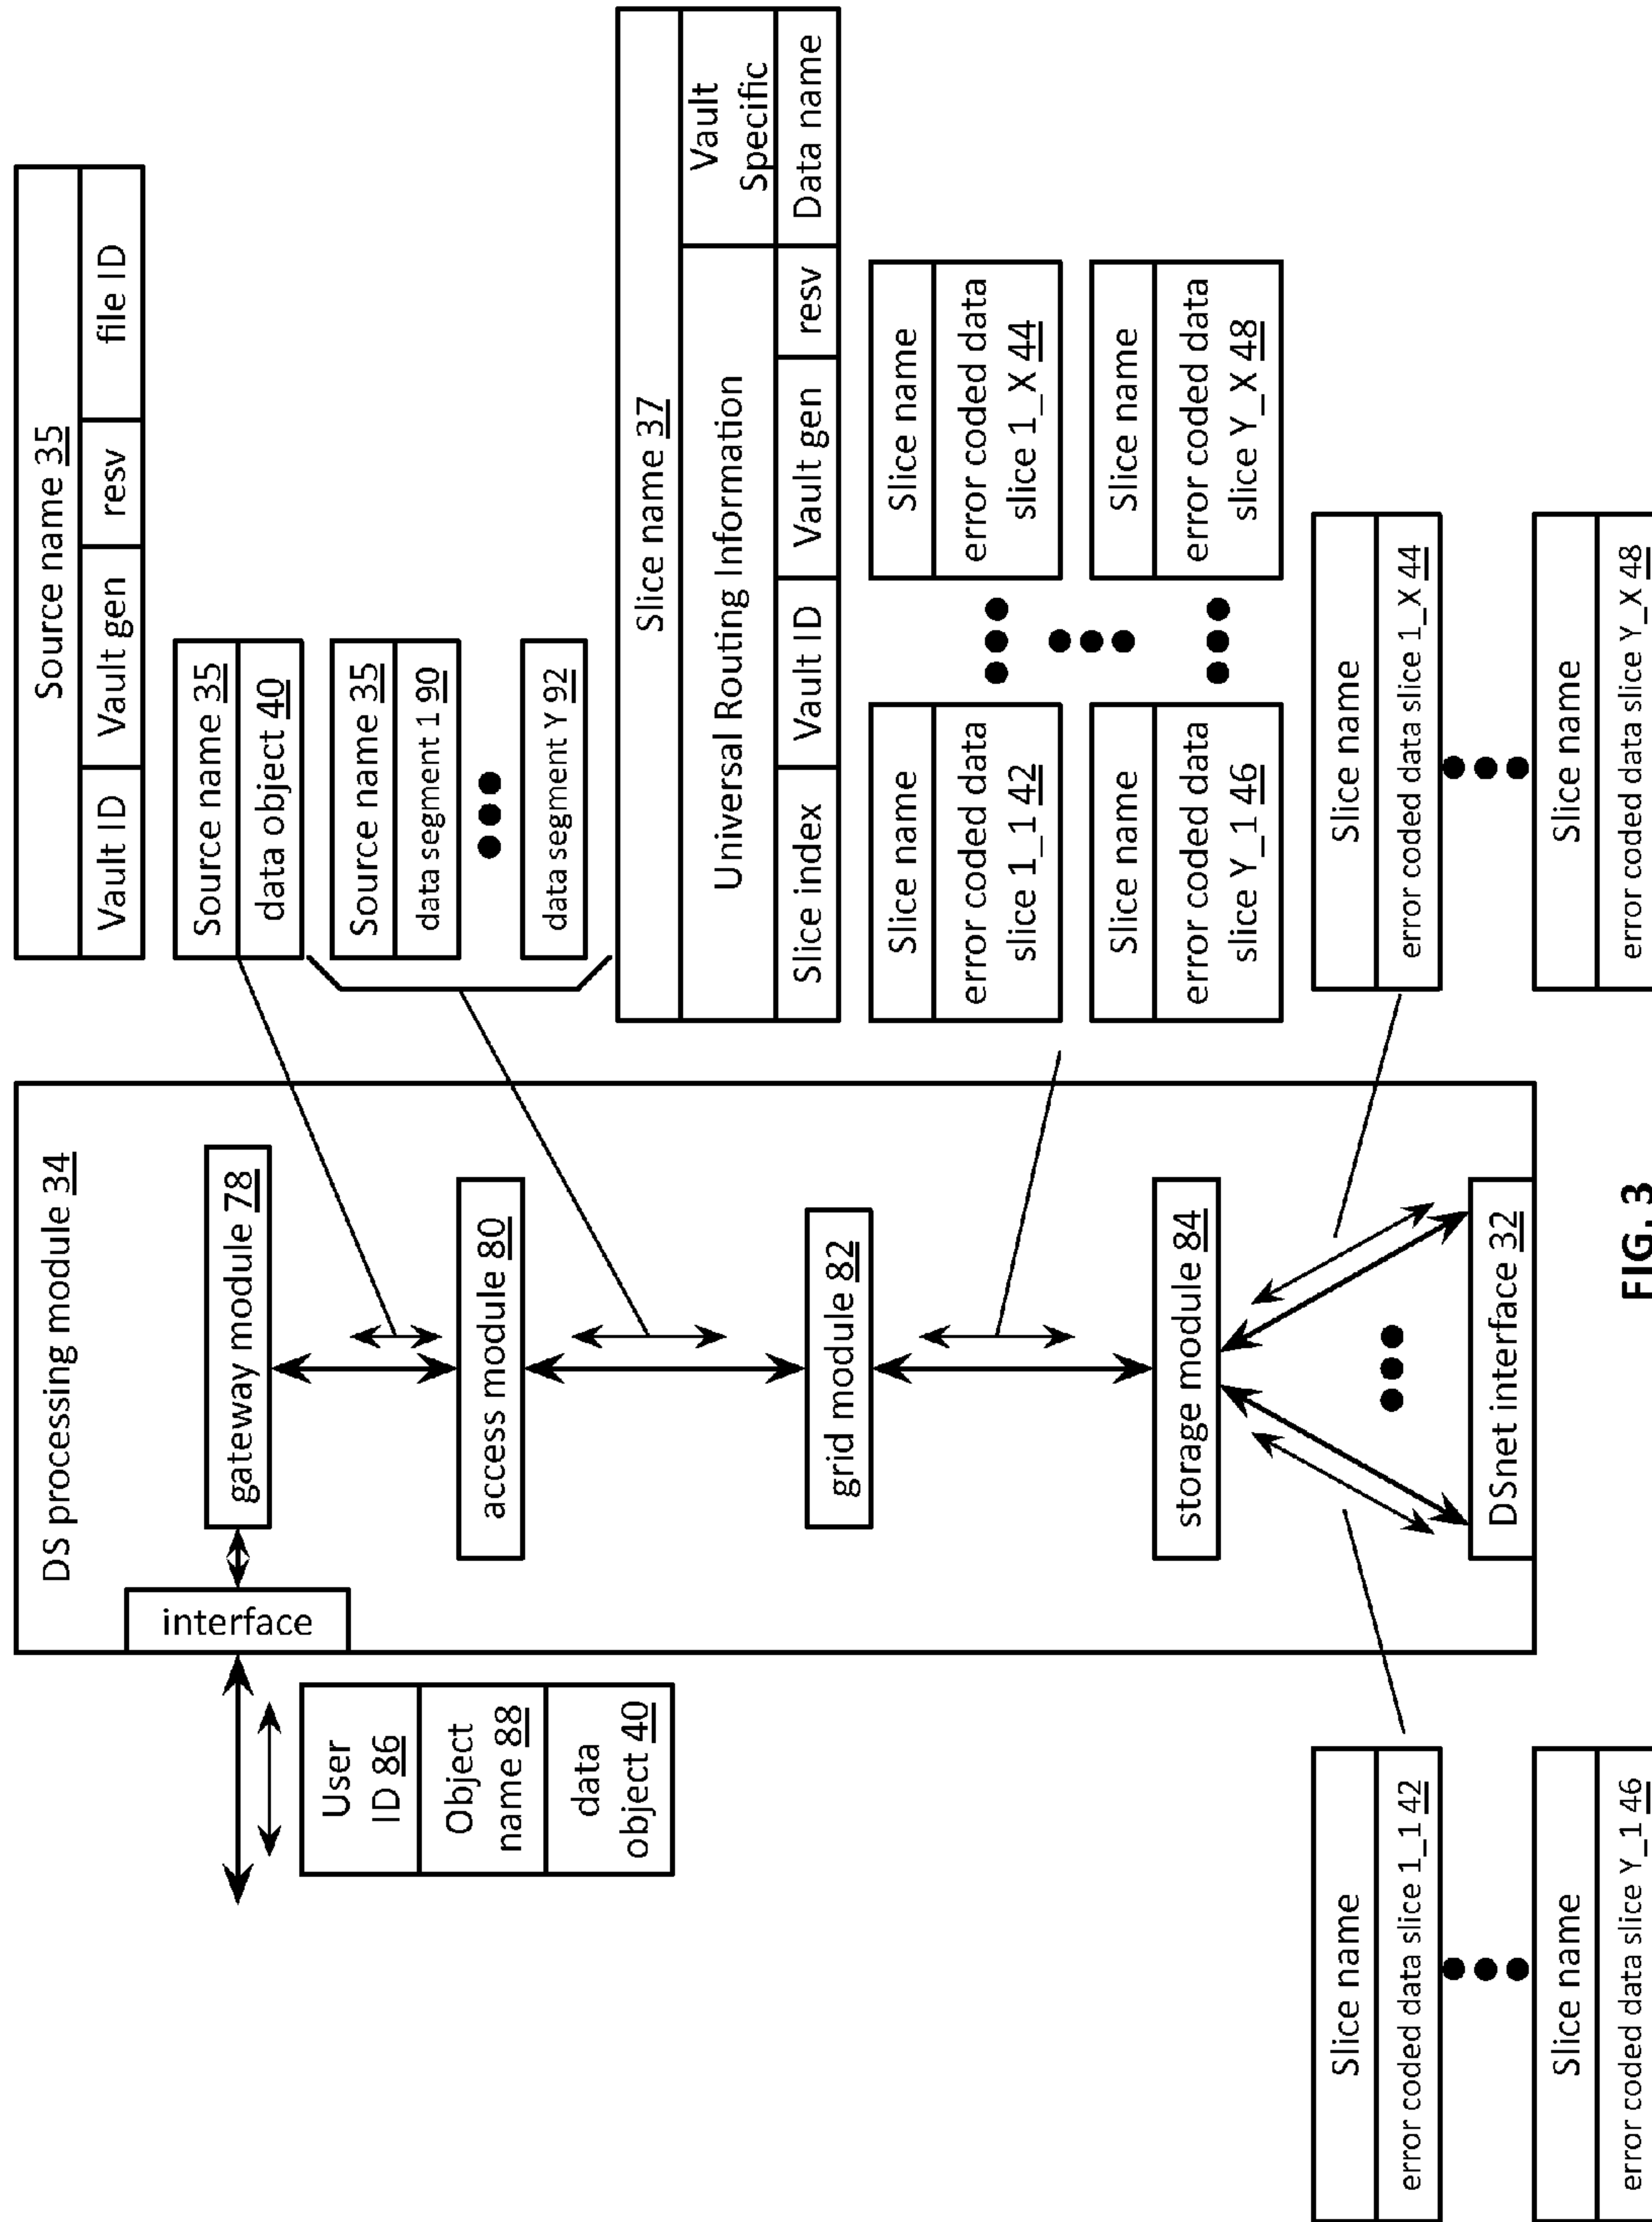 DS processing module 34
interface
gateway module 78
access module 80
grid module 82
storage module 84
DSnet interface 32
User
ID 86
Object
name 88
data
object 40
Source name 35
Vault ID
Vault gen
resv
file ID
Source name 35
data object 40
Source name 35
data segment 1 90
data segment Y 92
Slice name 37
Universal Routing Information
Vault
Specific
Slice index
Vault ID
Vault gen
resv
Data name
Slice name
error coded data
slice 1_1 42
Slice name
error coded data
slice 1_X 44
Slice name
error coded data
slice Y_1 46
Slice name
error coded data
slice Y_X 48
Slice name
error coded data slice 1_1 42
Slice name
error coded data slice Y_1 46
Slice name
error coded data slice 1_X 44
Slice name
error coded data slice Y_X 48
FIG. 3